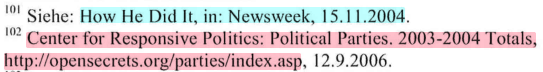 101 Siehe: How He Did It, in: Newsweek, 15.11.2004.
102 Center for Responsive Politics: Political Parties. 2003-2004 Totals,
http://opensecrets.org/parties/index.asp, 12.9.2006.